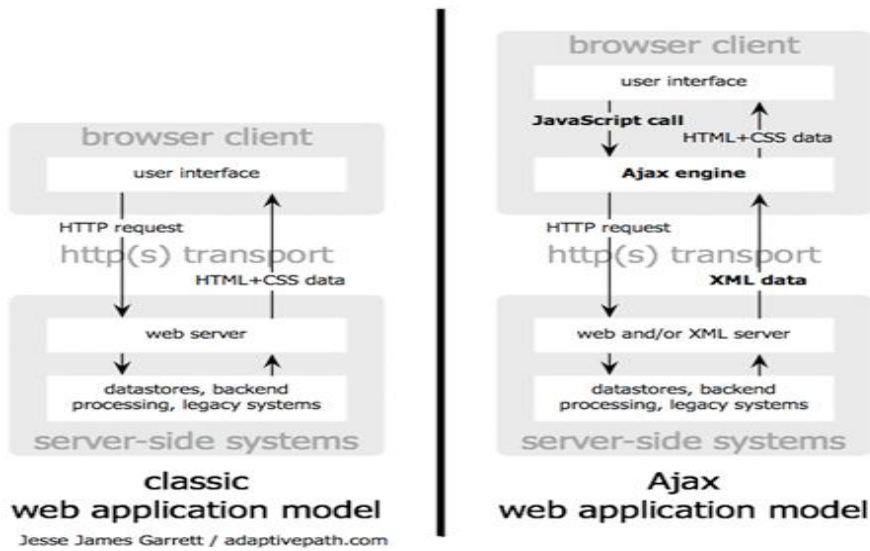 browser client
user interface
HTTP request
http(s) transport
HTML+CSS data
web server
datastores, backend
processing, legacy systems
server-side systems
classic
web application model
Jesse James Garrett / adaptivepath.com
browser client
user interface
JavaScript call
HTML+CSS data
Ajax engine
HTTP request
http(s) transport
XML data
web and/or XML server
datastores, backend
processing, legacy systems
server-side systems
Ajax
web application model